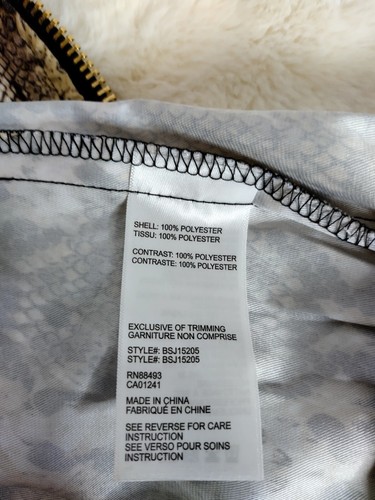 SHELL: 100% POLYESTER
TISSU: 100% POLYESTER
CONTRAST: 100% POLYESTER
CONTRASTE: 100% POLYESTER
EXCLUSIVE OF TRIMMING
GARNITURE NON COMPRISE
STYLE#: BSJ15205
STYLE#: BSJ15205
RN88493
CA01241
MADE IN CHINA
FABRIQUÉ EN CHINE
SEE REVERSE FOR CARE
INSTRUCTION
SEE VERSO POUR SOINS
INSTRUCTION